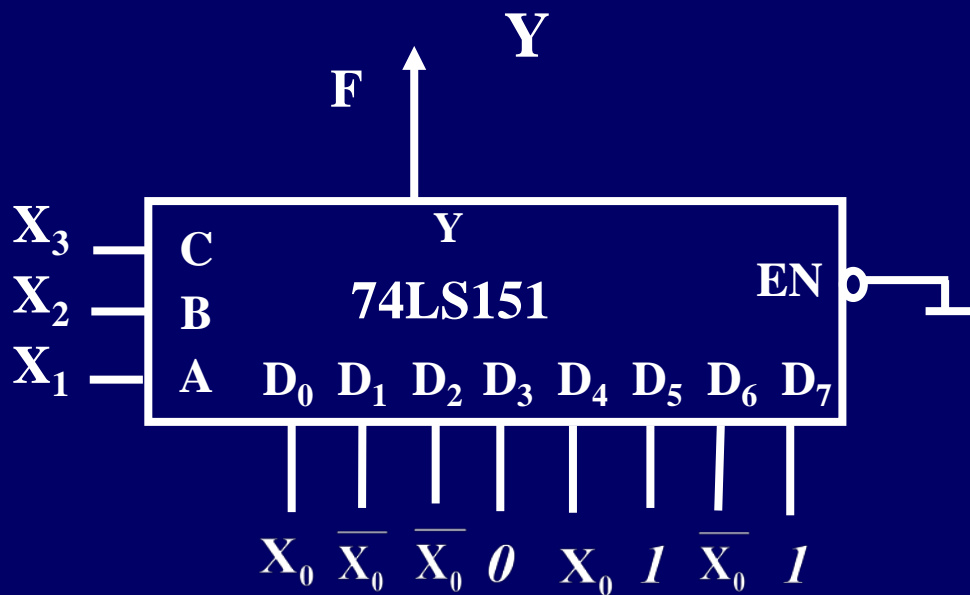 Y
F
X₃ C Y
X₂ B 74LS151 EN
X₁ A D₀ D₁ D₂ D₃ D₄ D₅ D₆ D₇
X₀ X̅₀ X̅₀ 0 X₀ 1 X̅₀ 1